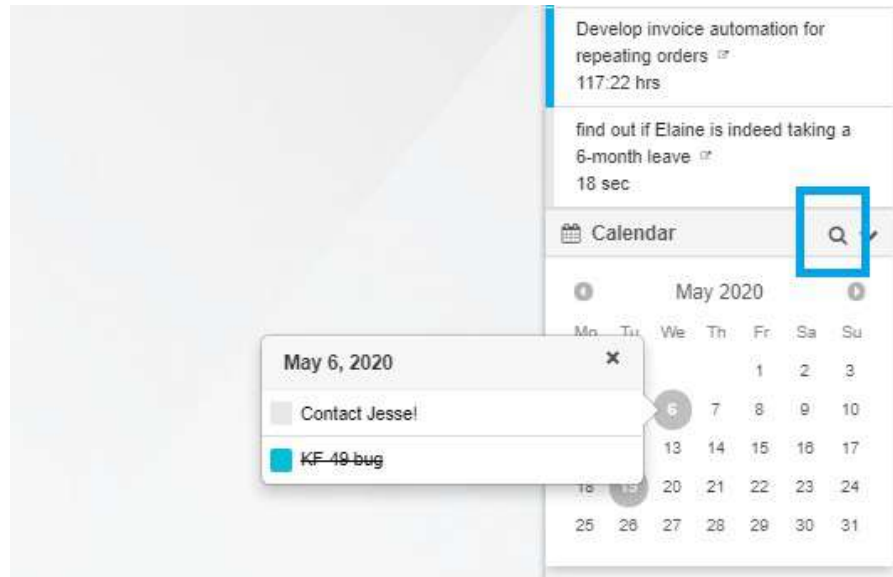 Develop invoice automation for
repeating orders
117:22 hrs
find out if Elaine is indeed taking a
6-month leave
18 sec
Calendar
May 2020
Mo Tu We Th Fr Sa Su
1 2 3
6 7 8 9 10
13 14 15 16 17
18 19 20 21 22 23 24
25 26 27 28 29 30 31
May 6, 2020
Contact Jesse!
KF-49 bug